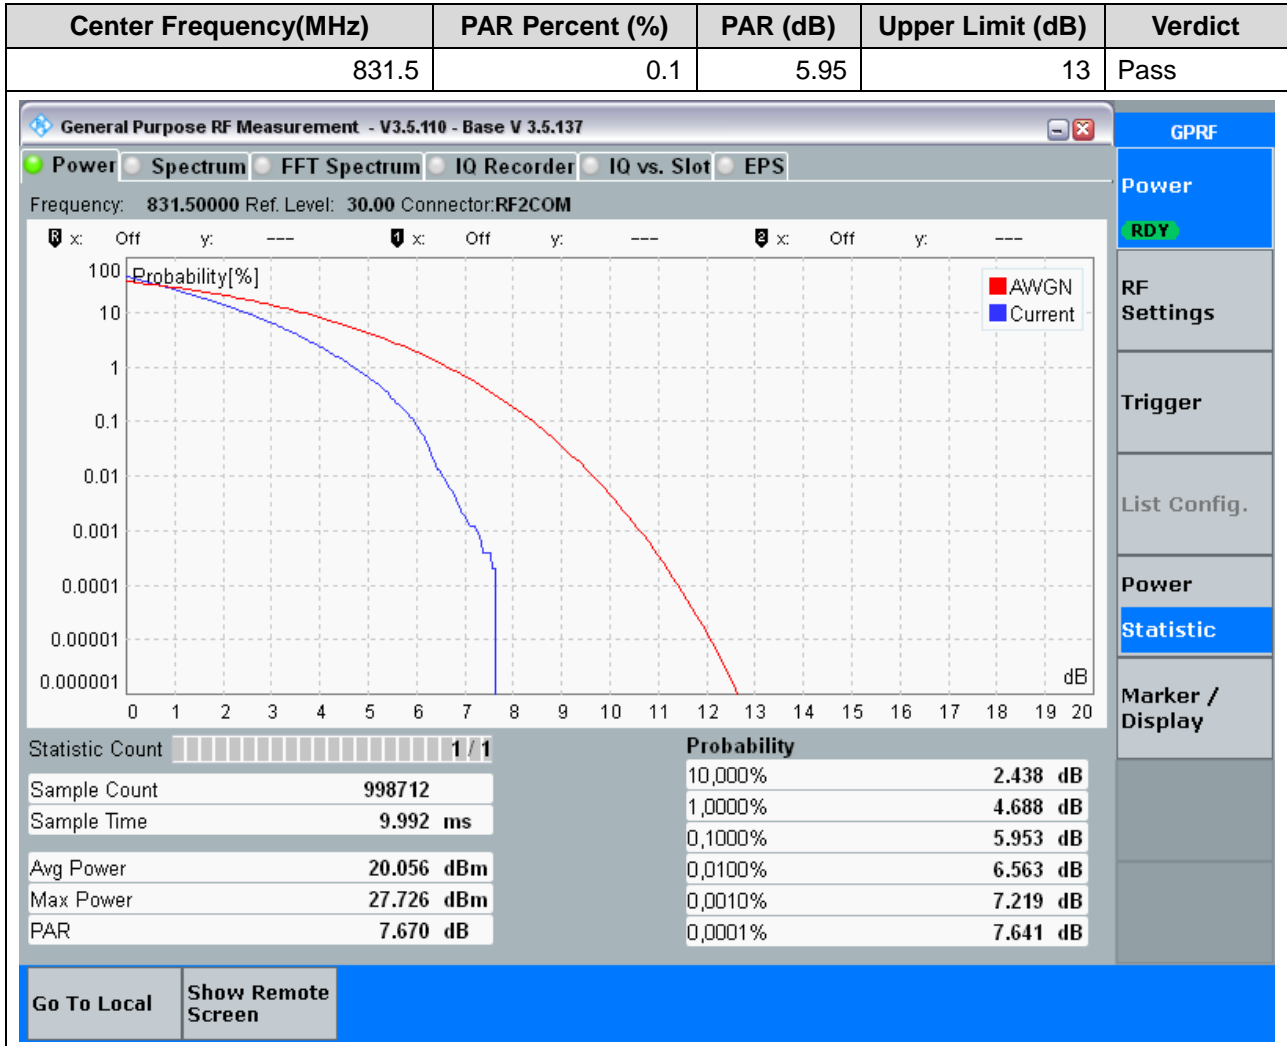 Center Frequency(MHz) PAR Percent (%) PAR (dB) Upper Limit (dB) Verdict
831.5 0.1 5.95 13 Pass
General Purpose RF Measurement - V3.5.110 - Base V 3.5.137
GPRF
Power Spectrum FFT Spectrum IQ Recorder IQ vs. Slot EPS
Power
RDY
Frequency: 831.50000 Ref. Level: 30.00 Connector:RF2COM
R x: Off y: --- 1 x: Off y: --- 2 x: Off y: ---
Probability[%]
AWGN
Current
100
10
1
0.1
0.01
0.001
0.0001
0.00001
0.000001
dB
0 1 2 3 4 5 6 7 8 9 10 11 12 13 14 15 16 17 18 19 20
RF
Settings
Trigger
List Config.
Power
Statistic
Marker /
Display
Statistic Count 1 / 1
Sample Count 998712
Sample Time 9.992 ms
Avg Power 20.056 dBm
Max Power 27.726 dBm
PAR 7.670 dB
Probability
10,000% 2.438 dB
1,0000% 4.688 dB
0,1000% 5.953 dB
0,0100% 6.563 dB
0,0010% 7.219 dB
0,0001% 7.641 dB
Go To Local
Show Remote
Screen